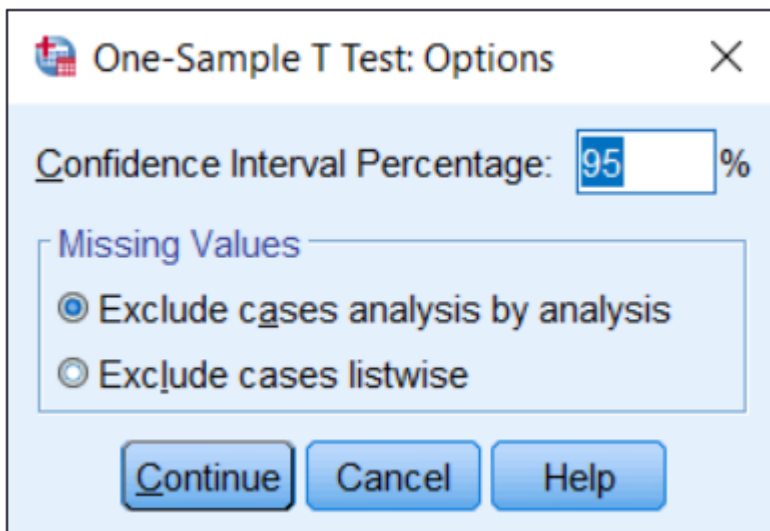 One-Sample T Test: Options
Confidence Interval Percentage: 95 %
Missing Values
Exclude cases analysis by analysis
Exclude cases listwise
Continue Cancel Help